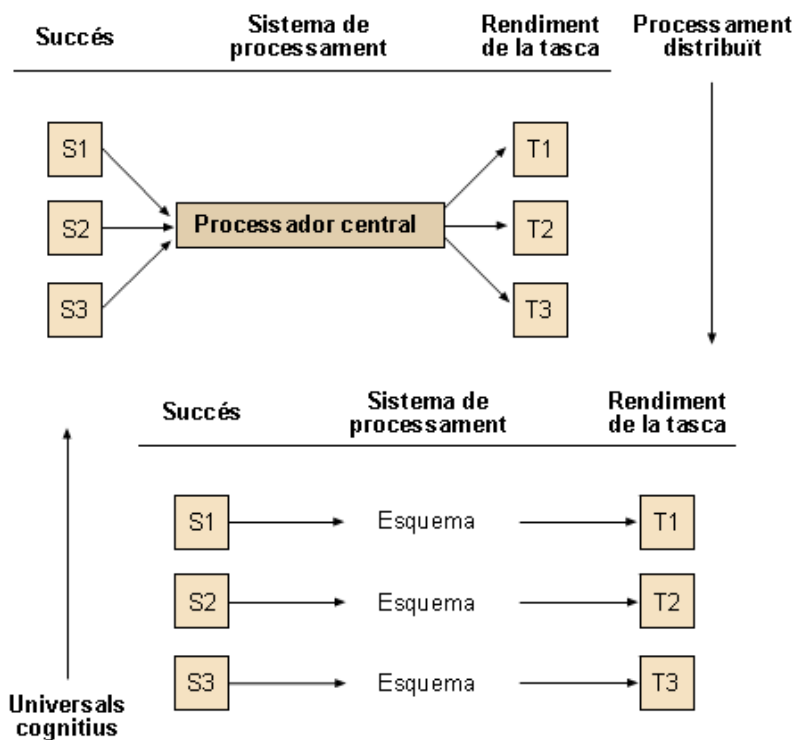 Succés
Sistema de
processament
Rendiment
de la tasca
Processament
distribuït
S1
T1
S2
Processador central
T2
S3
T3
Succés
Sistema de
processament
Rendiment
de la tasca
S1
Esquema
T1
S2
Esquema
T2
S3
Esquema
T3
Universals
cognitius